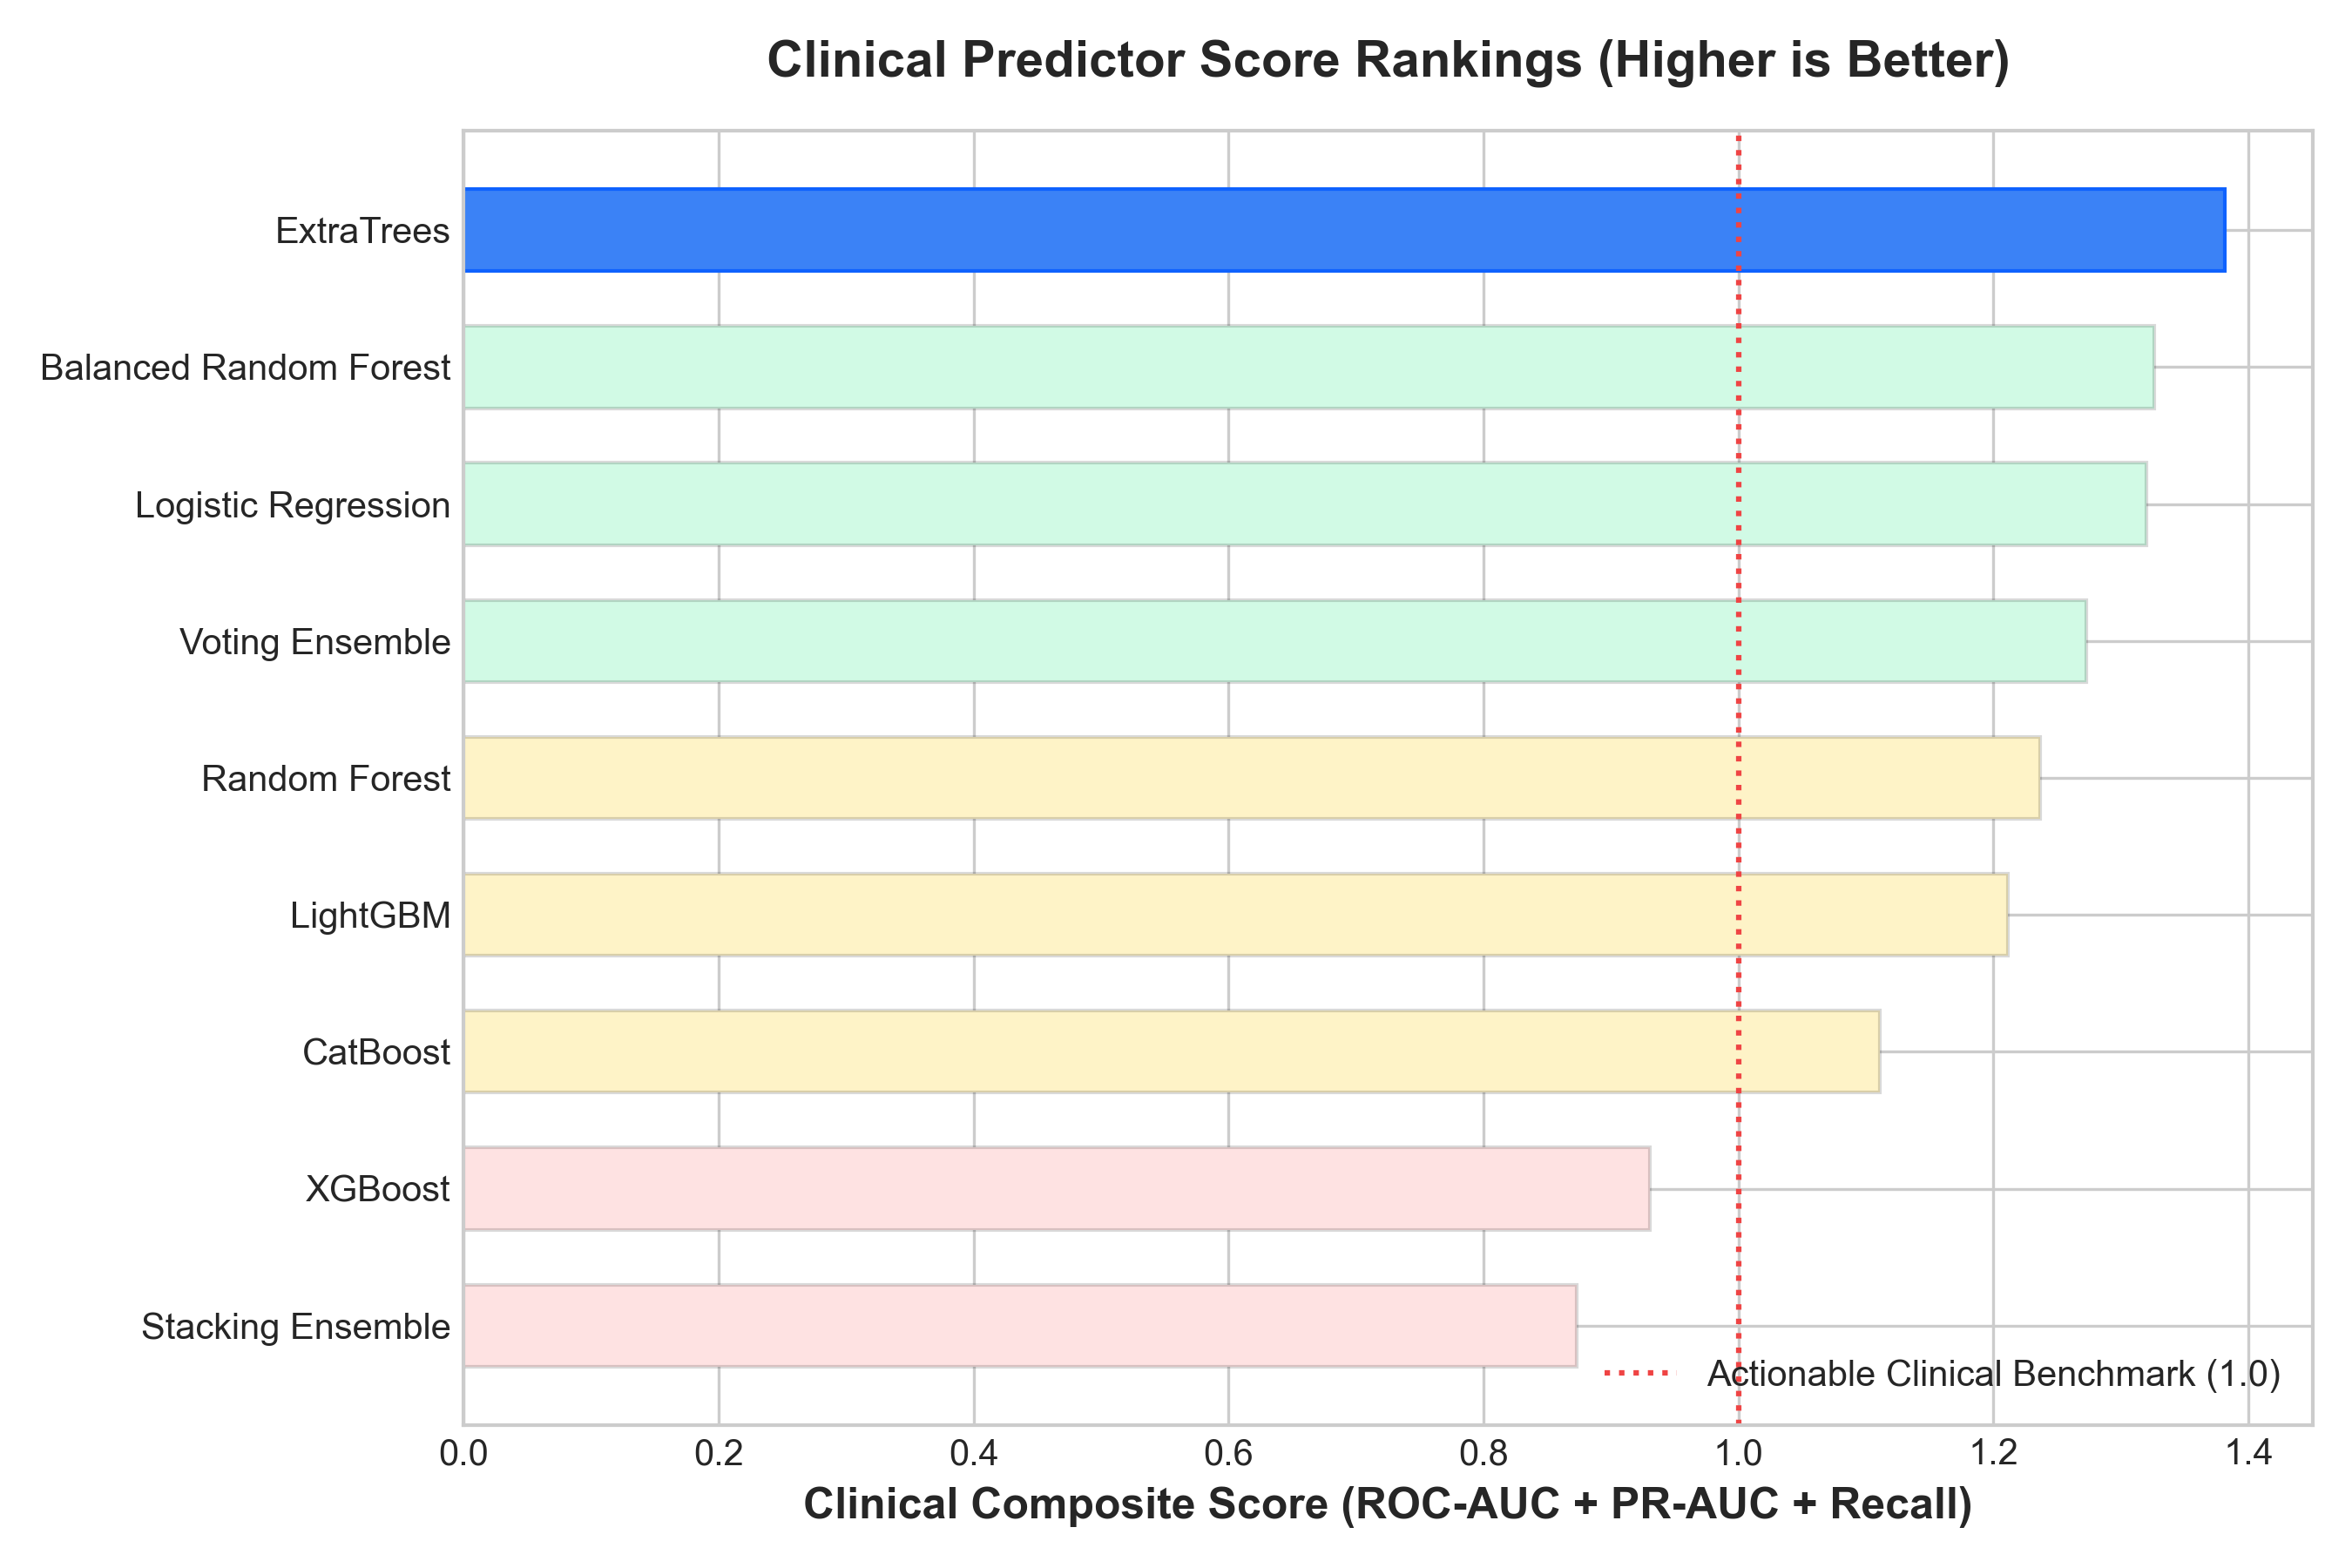 Clinical Predictor Score Rankings (Higher is Better)
ExtraTrees
Balanced Random Forest
Logistic Regression
Voting Ensemble
Random Forest
LightGBM
CatBoost
XGBoost
Stacking Ensemble
Actionable Clinical Benchmark (1.0)
0.0 0.2 0.4 0.6 0.8 1.0 1.2 1.4
Clinical Composite Score (ROC-AUC + PR-AUC + Recall)